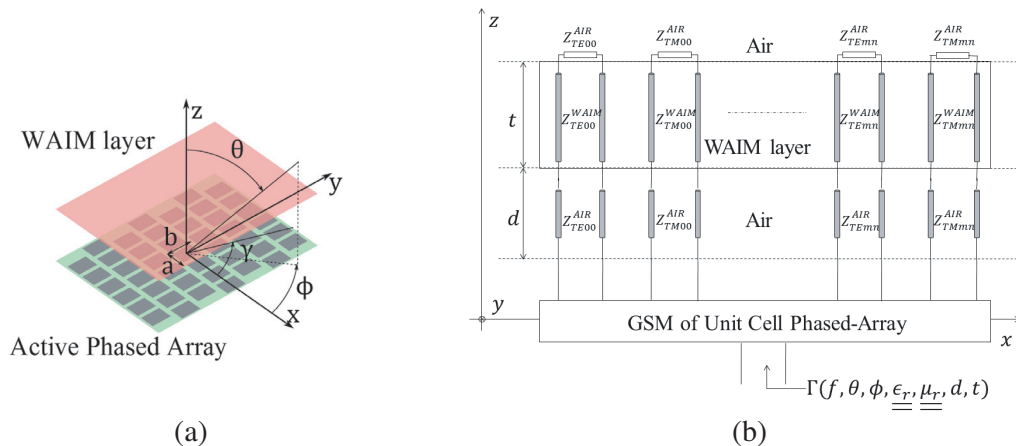 z
WAIM layer
θ
y
b
a
γ
ϕ
x
Active Phased Array
(a)
z
Z_{TE00}^{AIR} Z_{TM00}^{AIR} Air Z_{TEmn}^{AIR} Z_{TMmn}^{AIR}
t
Z_{TE00}^{WAIM} Z_{TM00}^{WAIM} Z_{TEmn}^{WAIM} Z_{TMmn}^{WAIM}
WAIM layer
d
Z_{TE00}^{AIR} Z_{TM00}^{AIR} Air Z_{TEmn}^{AIR} Z_{TMmn}^{AIR}
y
GSM of Unit Cell Phased-Array
x
Γ(f, θ, ϕ, ϵ_r, μ_r, d, t)
(b)